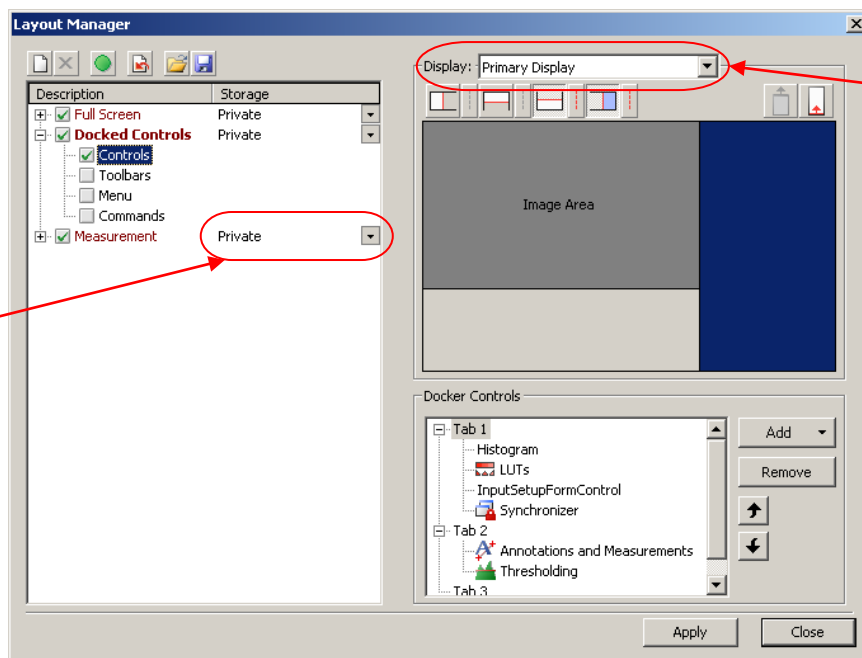 Layout Manager
Description Storage
Full Screen Private
Docked Controls Private
Controls
Toolbars
Menu
Commands
Measurement Private
Display: Primary Display
Image Area
Docker Controls
Tab 1
Histogram
LUTs
InputSetupFormControl
Synchronizer
Tab 2
Annotations and Measurements
Thresholding
Tab 3
Add
Remove
Apply Close